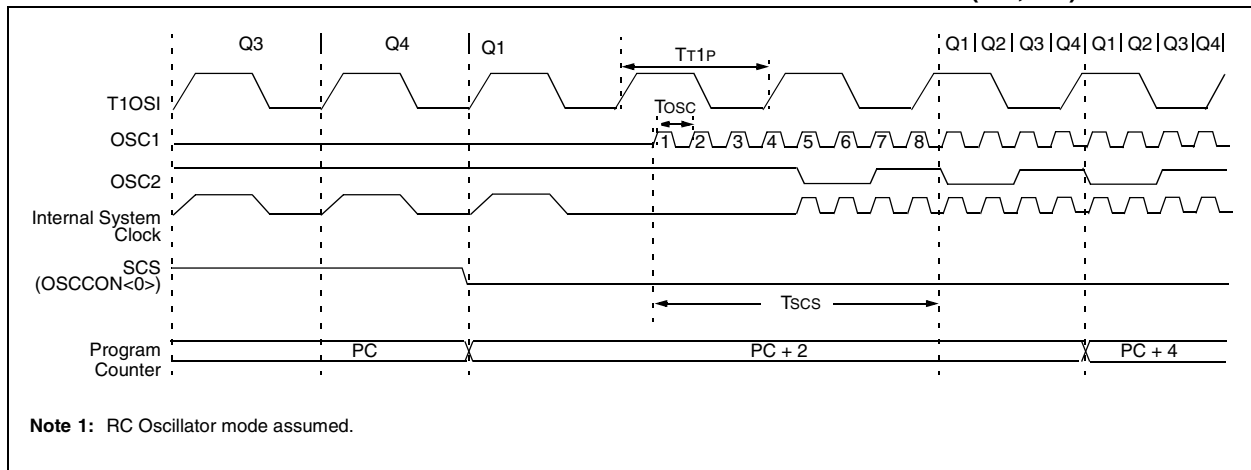 Q3 Q4 Q1 Q1 Q2 Q3 Q4 Q1 Q2 Q3 Q4
TT1P
T1OSI
TOSC
OSC1
1 2 3 4 5 6 7 8
OSC2
Internal System
Clock
SCS
(OSCCON<0>)
TSCS
Program
Counter
PC PC + 2 PC + 4
Note 1: RC Oscillator mode assumed.